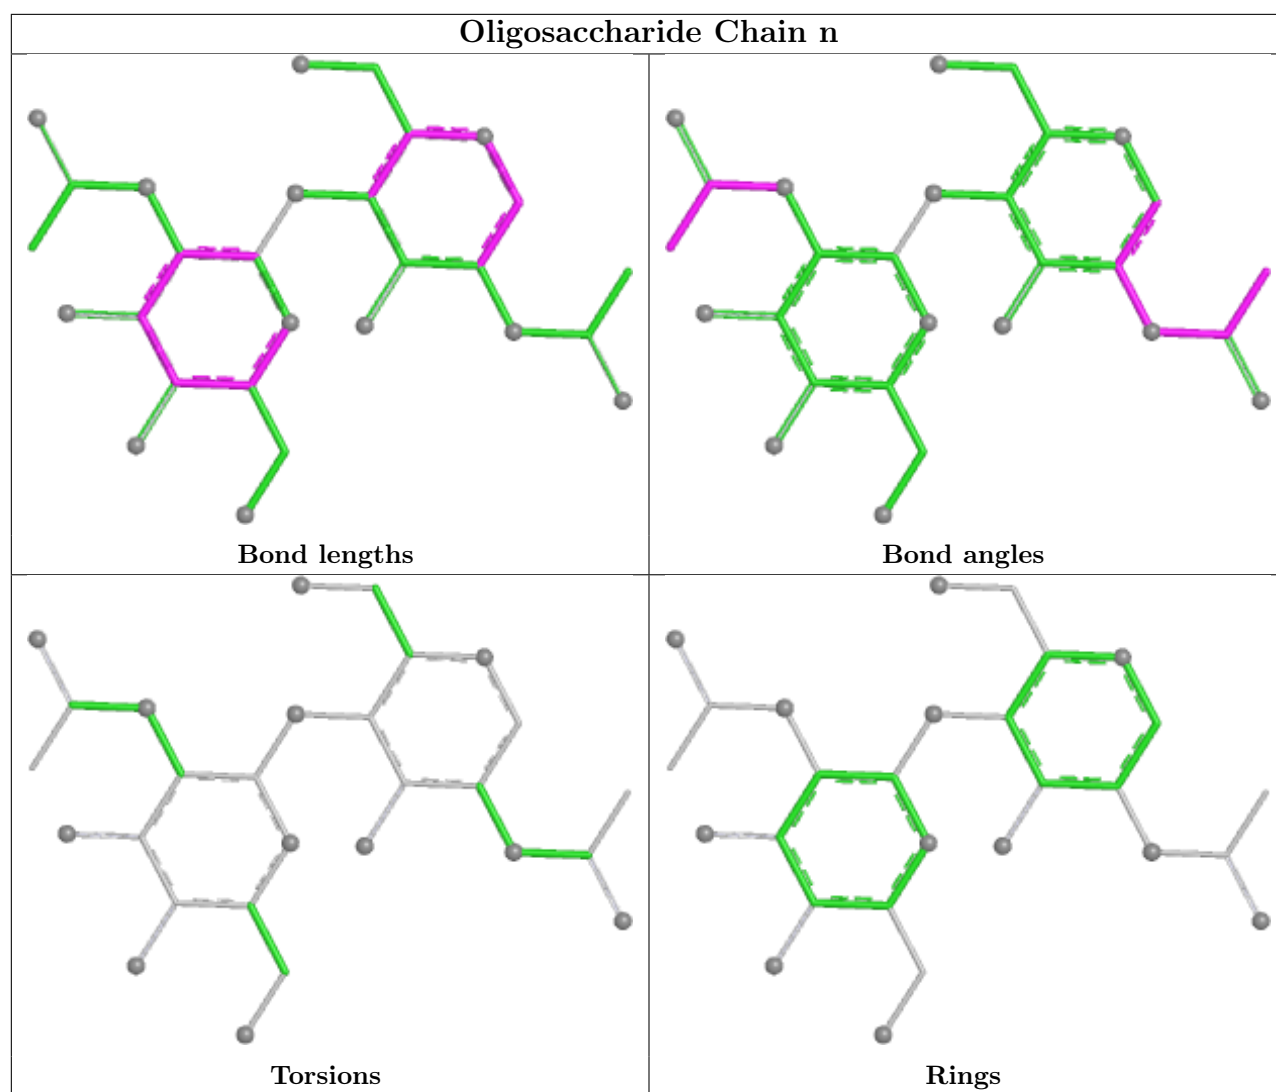 Oligosaccharide Chain n
Bond lengths
Bond angles
Torsions
Rings